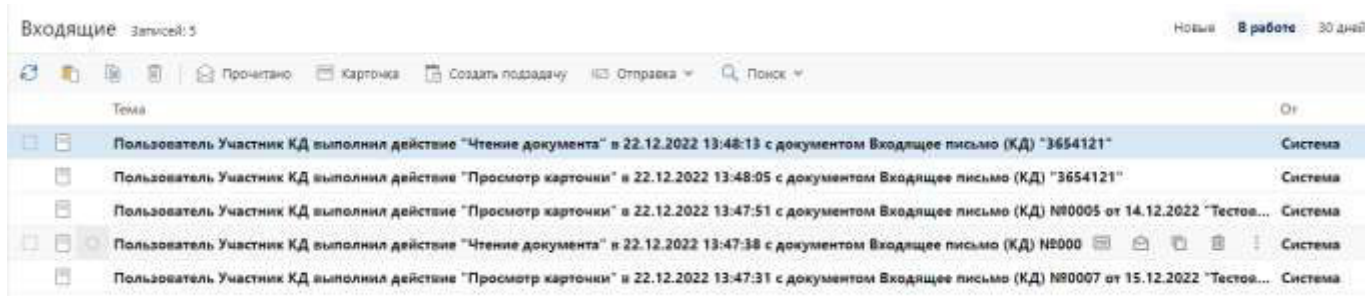 Входящие Записей: 5 Новые В работе 30 дней
Прочитано Карточка Создать подзадачу Отправка Поиск
Тема От
Пользователь Участник КД выполнил действие "Чтение документа" в 22.12.2022 13:48:13 с документом Входящее письмо (КД) "3654121" Система
Пользователь Участник КД выполнил действие "Просмотр карточки" в 22.12.2022 13:48:05 с документом Входящее письмо (КД) "3654121" Система
Пользователь Участник КД выполнил действие "Просмотр карточки" в 22.12.2022 13:47:51 с документом Входящее письмо (КД) №0005 от 14.12.2022 "Тестов... Система
Пользователь Участник КД выполнил действие "Чтение документа" в 22.12.2022 13:47:38 с документом Входящее письмо (КД) №000 Система
Пользователь Участник КД выполнил действие "Просмотр карточки" в 22.12.2022 13:47:31 с документом Входящее письмо (КД) №0007 от 15.12.2022 "Тестов... Система